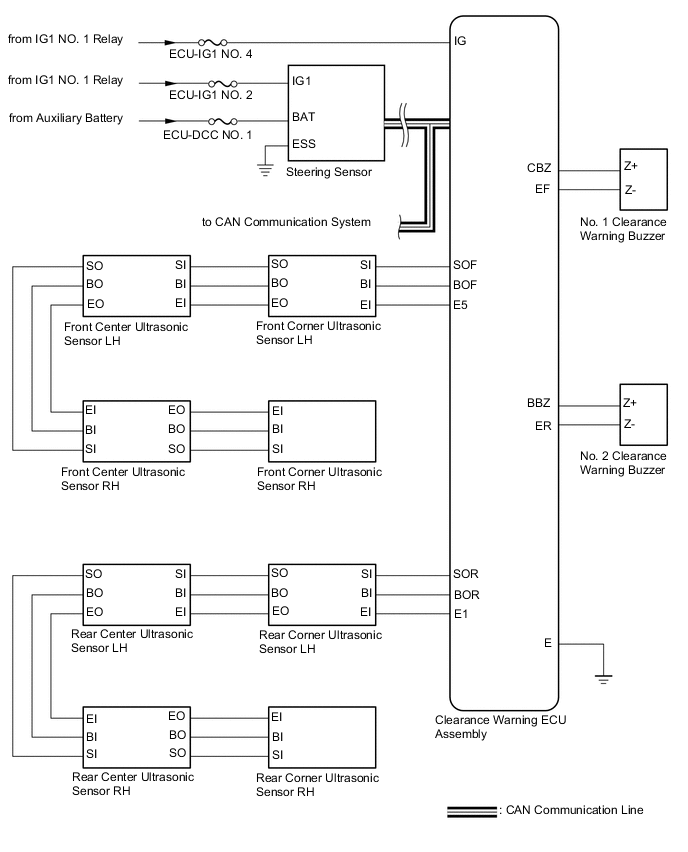 from IG1 NO. 1 Relay
ECU-IG1 NO. 4
IG
from IG1 NO. 1 Relay
ECU-IG1 NO. 2
IG1
from Auxiliary Battery
ECU-DCC NO. 1
BAT
ESS
Steering Sensor
to CAN Communication System
CBZ
EF
Z+
Z-
No. 1 Clearance
Warning Buzzer
SO
BO
EO
SI
BI
EI
Front Center Ultrasonic
Sensor LH
SO
BO
EO
SI
BI
EI
Front Corner Ultrasonic
Sensor LH
SOF
BOF
E5
EI
BI
SI
EO
BO
SO
Front Center Ultrasonic
Sensor RH
EI
BI
SI
Front Corner Ultrasonic
Sensor RH
BBZ
ER
Z+
Z-
No. 2 Clearance
Warning Buzzer
SO
BO
EO
SI
BI
EI
Rear Center Ultrasonic
Sensor LH
SO
BO
EO
SI
BI
EI
Rear Corner Ultrasonic
Sensor LH
SOR
BOR
E1
E
EI
BI
SI
EO
BO
SO
Rear Center Ultrasonic
Sensor RH
EI
BI
SI
Rear Corner Ultrasonic
Sensor RH
Clearance Warning ECU
Assembly
: CAN Communication Line